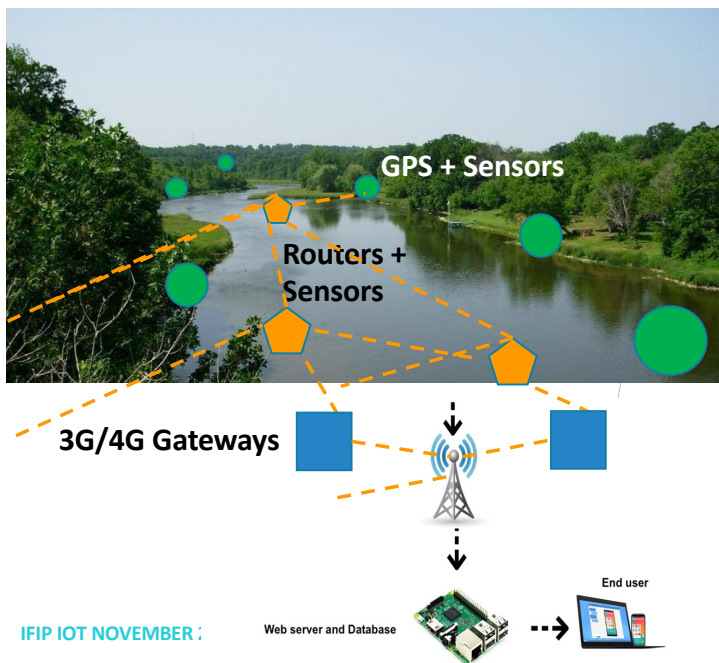 GPS + Sensors
Routers +
Sensors
3G/4G Gateways
End user
Web server and Database
IFIP IOT NOVEMBER